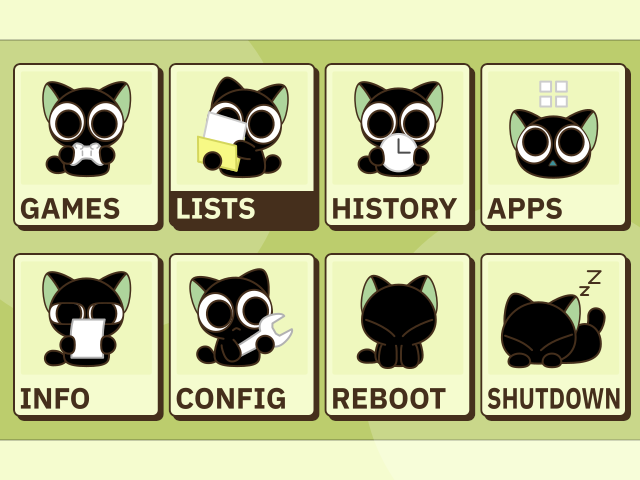 GAMES
LISTS
HISTORY
APPS
INFO
CONFIG
REBOOT
SHUTDOWN
z
z